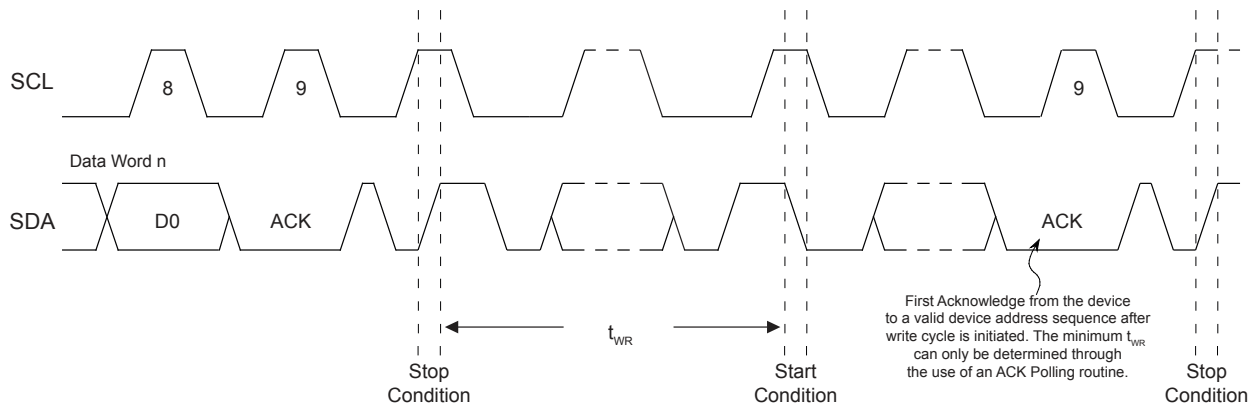 SCL
8
9
9
Data Word n
SDA
D0
ACK
ACK
First Acknowledge from the device
to a valid device address sequence after
write cycle is initiated. The minimum tWR
can only be determined through
the use of an ACK Polling routine.
tWR
Stop
Condition
Start
Condition
Stop
Condition